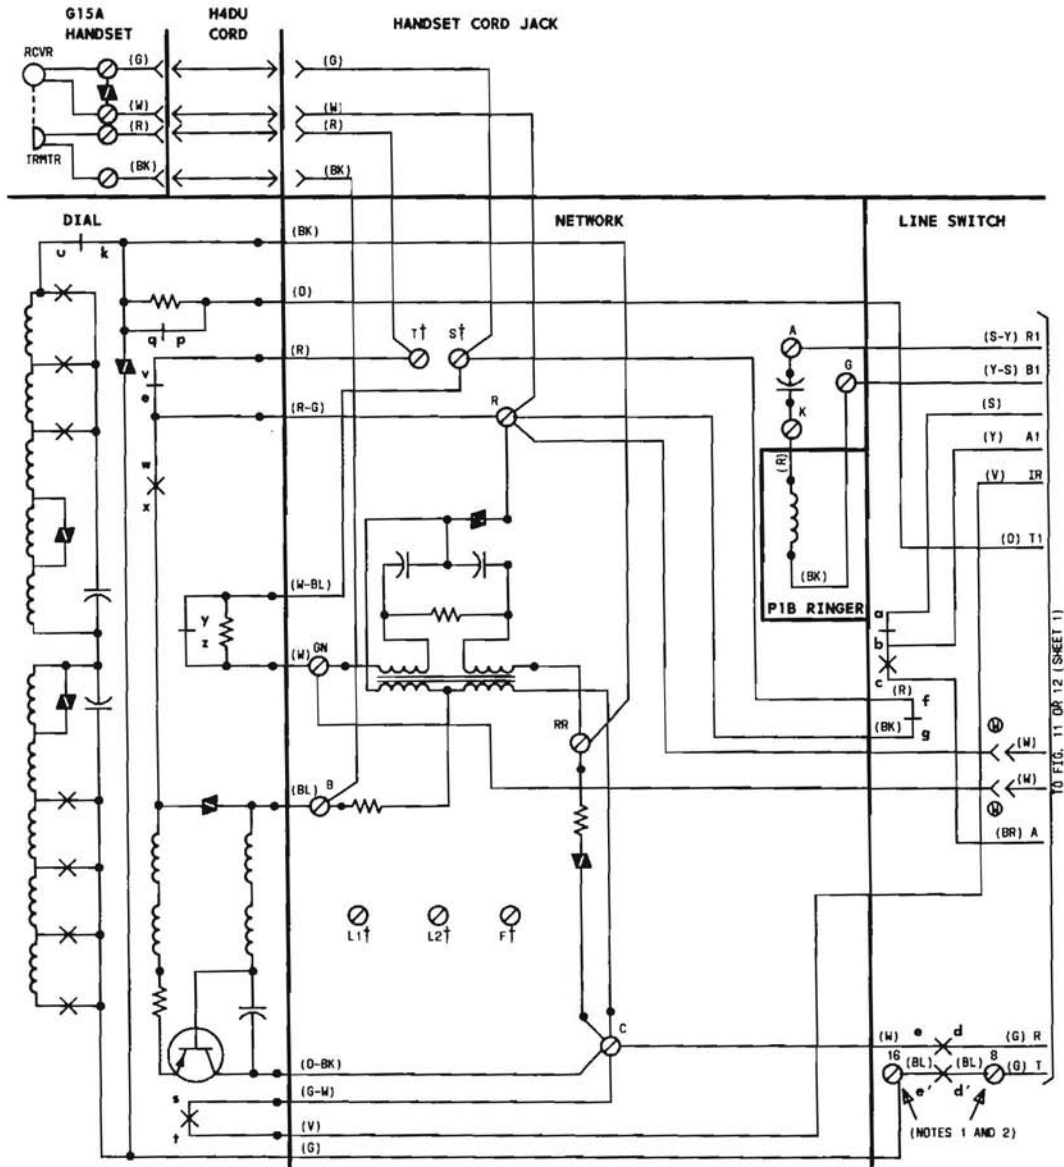 G15A HANDSET
H4DU CORD
HANDSET CORD JACK
RCVR
TRMTR
(G)
(W)
(R)
(BK)
(G)
(W)
(R)
(BK)
DIAL
NETWORK
LINE SWITCH
u k
(BK)
(O)
q p
(R)
T†
S†
A
(S-Y) R1
G
(Y-S) B1
v
e
(R-G)
R
K
(S)
(Y) A1
(R)
(V) IR
w
x
(O) T1
(BK)
P1B RINGER
(W-BL)
y
z
(W) GN
a
b
c
(R) f
(BK) g
RR
Ⓦ
(W)
(W)
Ⓦ
(BL) B
(BR) A
TO FIG. 11 OR 12 (SHEET 1)
L1†
L2†
F†
C
(W) e d (G) R
16 (BL) (BL) 8 (G) T
e' d'
(O-BK)
s
(G-W)
t
(V)
(G)
(NOTES 1 AND 2)